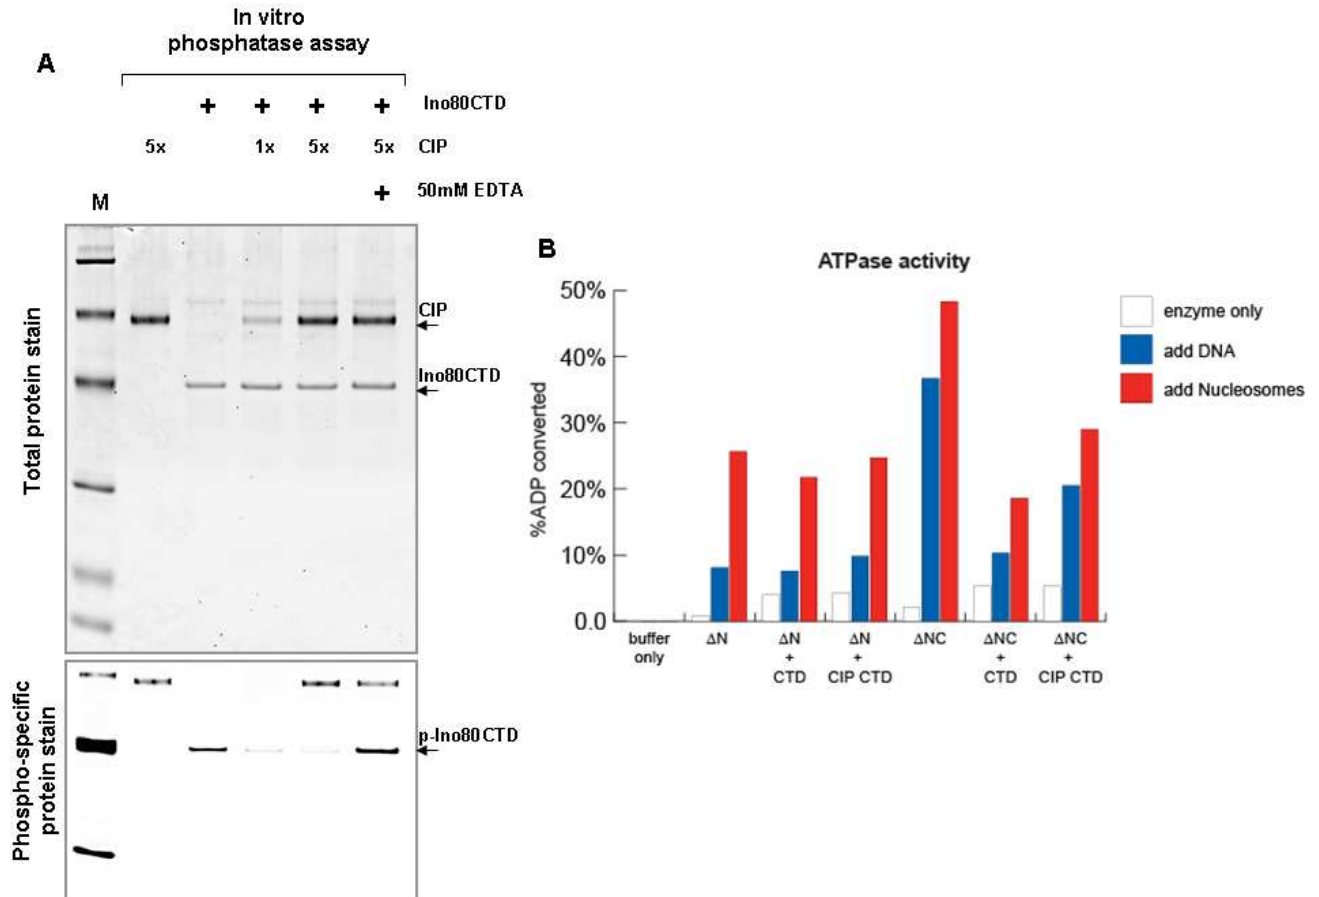 In vitro
phosphatase assay
A
+ + + + Ino80CTD
5x 1x 5x 5x CIP
+ 50mM EDTA
M
Total protein stain
CIP
Ino80CTD
Phospho-specific
protein stain
p-Ino80CTD
B
ATPase activity
%ADP converted
50%
40%
30%
20%
10%
0.0
buffer
only
ΔN
ΔN
+
CTD
ΔN
+
CIP CTD
ΔNC
ΔNC
+
CTD
ΔNC
+
CIP CTD
enzyme only
add DNA
add Nucleosomes